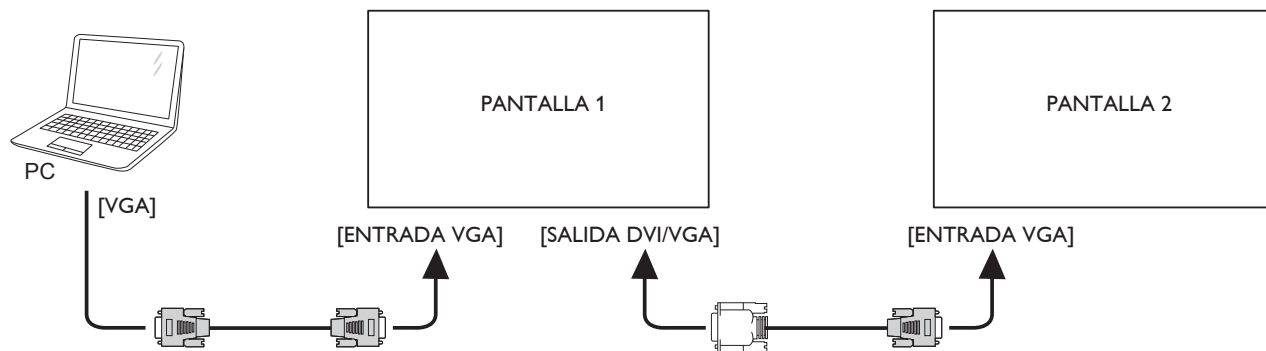 PANTALLA 1
PANTALLA 2
PC
[VGA]
[ENTRADA VGA]
[SALIDA DVI/VGA]
[ENTRADA VGA]